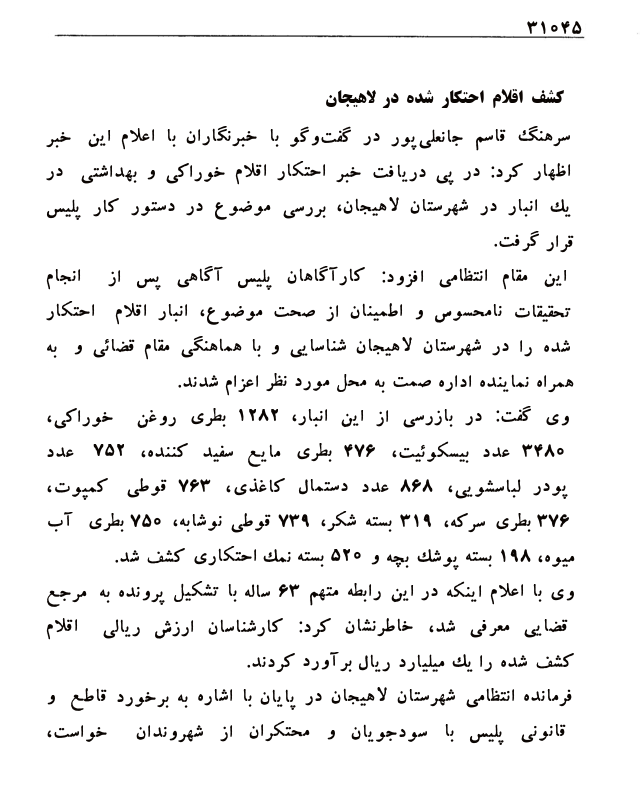 ۳۱۰۴۵
کشف اقلام احتکار شده در لاهیجان
سرهنگ قاسم جانعلی‌پور در گفت‌وگو با خبرنگاران با اعلام این خبر
اظهار کرد: در پی دریافت خبر احتکار اقلام خوراکی و بهداشتی در
یك انبار در شهرستان لاهیجان، بررسی موضوع در دستور کار پلیس
قرار گرفت.
این مقام انتظامی افزود: کارآگاهان پلیس آگاهی پس از انجام
تحقیقات نامحسوس و اطمینان از صحت موضوع، انبار اقلام احتکار
شده را در شهرستان لاهیجان شناسایی و با هماهنگی مقام قضائی و به
همراه نماینده اداره صمت به محل مورد نظر اعزام شدند.
وی گفت: در بازرسی از این انبار، ۱۲۸۲ بطری روغن خوراکی،
۳۴۸۰ عدد بیسکوئیت، ۴۷۶ بطری مایع سفید کننده، ۷۵۲ عدد
پودر لباسشویی، ۸۶۸ عدد دستمال کاغذی، ۷۶۳ قوطی کمپوت،
۳۷۶ بطری سرکه، ۳۱۹ بسته شکر، ۷۳۹ قوطی نوشابه، ۷۵۰ بطری آب
میوه، ۱۹۸ بسته پوشك بچه و ۵۲۰ بسته نمك احتکاری کشف شد.
وی با اعلام اینکه در این رابطه متهم ۶۳ ساله با تشکیل پرونده به مرجع
قضایی معرفی شد، خاطرنشان کرد: کارشناسان ارزش ریالی اقلام
کشف شده را یك میلیارد ریال برآورد کردند.
فرمانده انتظامی شهرستان لاهیجان در پایان با اشاره به برخورد قاطع و
قانونی پلیس با سودجویان و محتکران از شهروندان خواست،